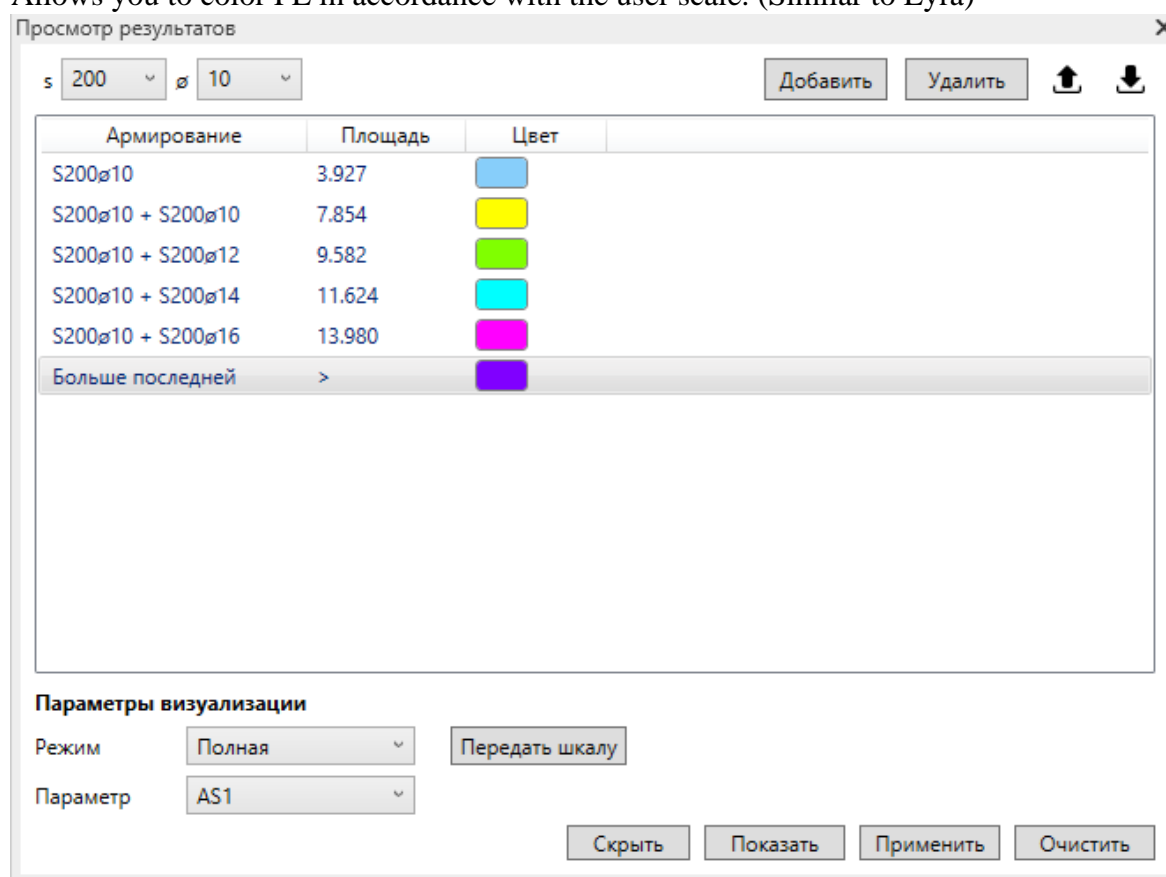 Allows you to color FE in accordance with the user scale. (Similar to Lyra)
Просмотр результатов
s 200 ø 10 Добавить Удалить
Армирование Площадь Цвет
S200ø10 3.927
S200ø10 + S200ø10 7.854
S200ø10 + S200ø12 9.582
S200ø10 + S200ø14 11.624
S200ø10 + S200ø16 13.980
Больше последней >
Параметры визуализации
Режим Полная Передать шкалу
Параметр AS1
Скрыть Показать Применить Очистить